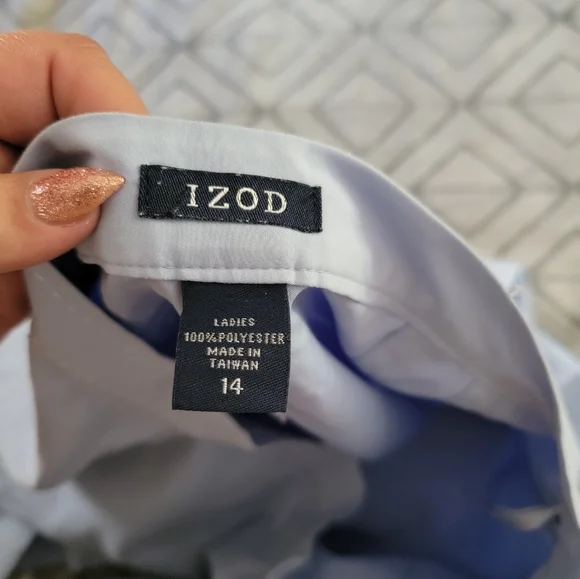 IZOD
LADIES
100% POLYESTER
MADE IN
TAIWAN
14